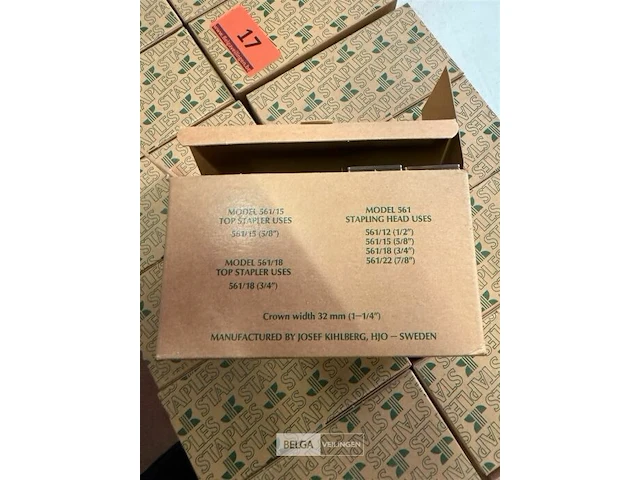 17
STAPLES
MODEL 561/15
TOP STAPLER USES
561/15 (5/8")
MODEL 561/18
TOP STAPLER USES
561/18 (3/4")
MODEL 561
STAPLING HEAD USES
561/12 (1/2")
561/15 (5/8")
561/18 (3/4")
561/22 (7/8")
Crown width 32 mm (1-1/4")
MANUFACTURED BY JOSEF KIHLBERG, HJO — SWEDEN
BELGA VEILINGEN